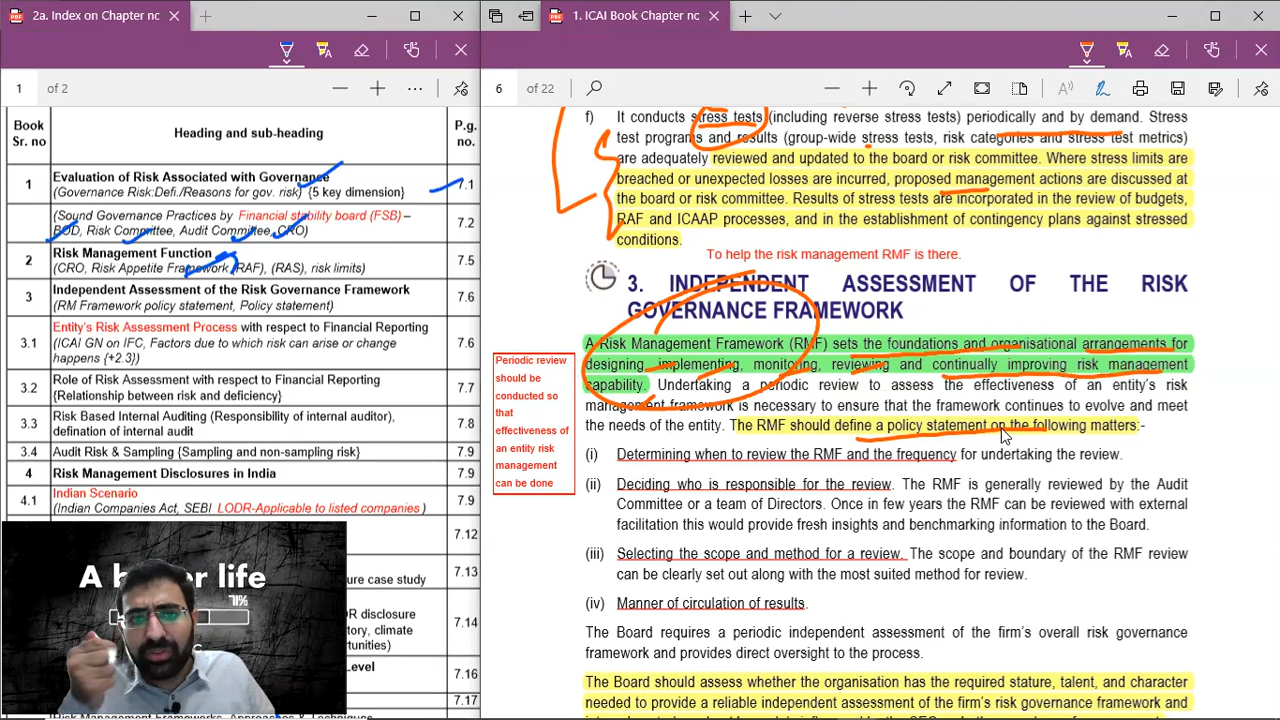 2a. Index on Chapter
1. ICAI Book Chapter no
1 of 2
6 of 22
Book Sr. no
Heading and sub-heading
P.g. no.
1
Evaluation of Risk Associated with Governance
(Governance Risk:Defi./Reasons for gov. risk) {5 key dimension}
7.1
(Sound Governance Practices by Financial stability board (FSB) –
BOD, Risk Committee, Audit Committee, CRO)
7.2
2
Risk Management Function
(CRO, Risk Appetite Framework (RAF), (RAS), risk limits)
7.5
3
Independent Assessment of the Risk Governance Framework
(RM Framework policy statement, Policy statement)
7.6
3.1
Entity's Risk Assessment Process with respect to Financial Reporting
(ICAI GN on IFC, Factors due to which risk can arise or change
happens {+2.3})
7.6
3.2
Role of Risk Assessment with respect to Financial Reporting
{Relationship between risk and deficiency}
7.7
3.3
Risk Based Internal Auditing (Responsibility of internal auditor),
defination of internal audit
7.9
3.4
Audit Risk & Sampling {Sampling and non-sampling risk}
7.9
4
Risk Management Disclosures in India
7.9
4.1
Indian Scenario
(Indian Companies Act, SEBI LODR-Applicable to listed companies)
7.9
7.12
ure case study
7.13
R disclosure
tory, climate
rtunities)
7.14
Level
7.16
7.17
Risk Management Frameworks, Approaches & Techniques
A better life
71%
f) It conducts stress tests (including reverse stress tests) periodically and by demand. Stress
test programs and results (group-wide stress tests, risk categories and stress test metrics)
are adequately reviewed and updated to the board or risk committee. Where stress limits are
breached or unexpected losses are incurred, proposed management actions are discussed at
the board or risk committee. Results of stress tests are incorporated in the review of budgets,
RAF and ICAAP processes, and in the establishment of contingency plans against stressed
conditions.
To help the risk management RMF is there.
3. INDEPENDENT ASSESSMENT OF THE RISK
GOVERNANCE FRAMEWORK
Periodic review
should be
conducted so
that
effectiveness of
an entity risk
management
can be done
A Risk Management Framework (RMF) sets the foundations and organisational arrangements for
designing, implementing, monitoring, reviewing and continually improving risk management
capability. Undertaking a periodic review to assess the effectiveness of an entity's risk
management framework is necessary to ensure that the framework continues to evolve and meet
the needs of the entity. The RMF should define a policy statement on the following matters:-
(i) Determining when to review the RMF and the frequency for undertaking the review.
(ii) Deciding who is responsible for the review. The RMF is generally reviewed by the Audit
Committee or a team of Directors. Once in few years the RMF can be reviewed with external
facilitation this would provide fresh insights and benchmarking information to the Board.
(iii) Selecting the scope and method for a review. The scope and boundary of the RMF review
can be clearly set out along with the most suited method for review.
(iv) Manner of circulation of results.
The Board requires a periodic independent assessment of the firm's overall risk governance
framework and provides direct oversight to the process.
The Board should assess whether the organisation has the required stature, talent, and character
needed to provide a reliable independent assessment of the firm's risk governance framework and